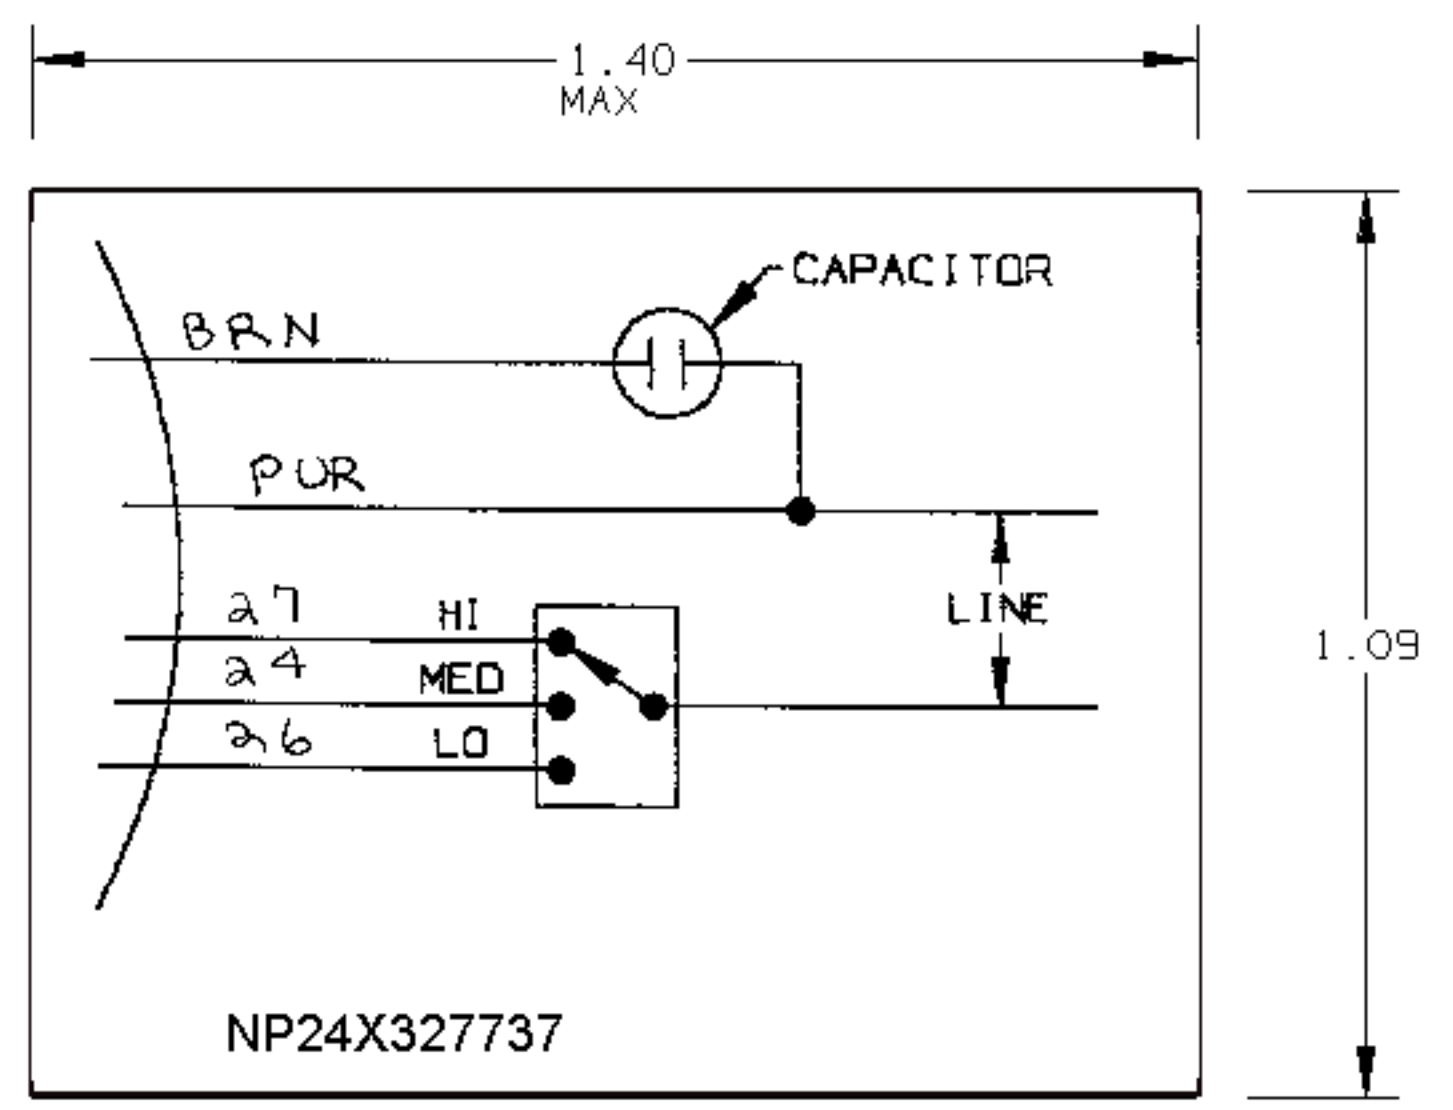 1.40
MAX
CAPACITOR
BRN
PUR
27 HI
LINE
1.09
24 MED
26 LO
NP24X327737